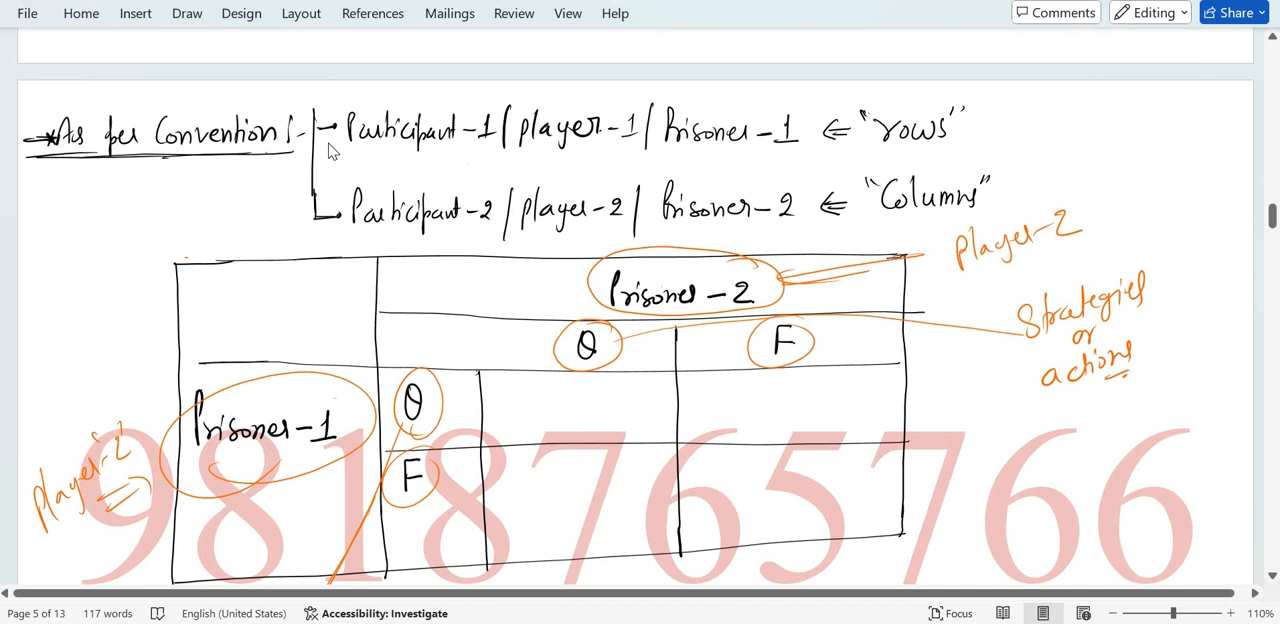 File Home Insert Draw Design Layout References Mailings Review View Help Comments Editing Share
As per Convention:- Participant-1/player-1/Prisoner-1 ⇐ "rows"
Participant-2/player-2/Prisoner-2 ⇐ "Columns"
Player-2
Prisoner-2
Strategies
or
actions
Q F
Q
Prisoner-1
player-2
F
9818765766
Page 5 of 13 117 words English (United States) Accessibility: Investigate Focus 110%